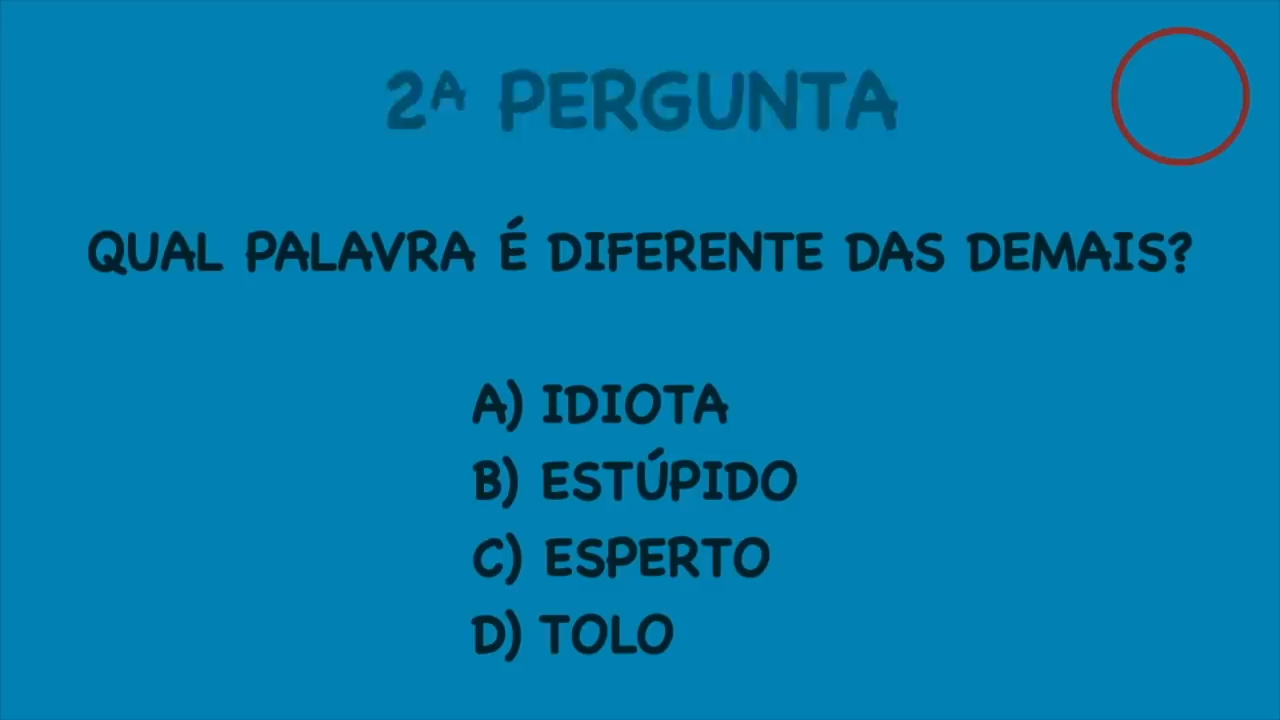 2ª PERGUNTA
QUAL PALAVRA É DIFERENTE DAS DEMAIS?
A) IDIOTA
B) ESTÚPIDO
C) ESPERTO
D) TOLO